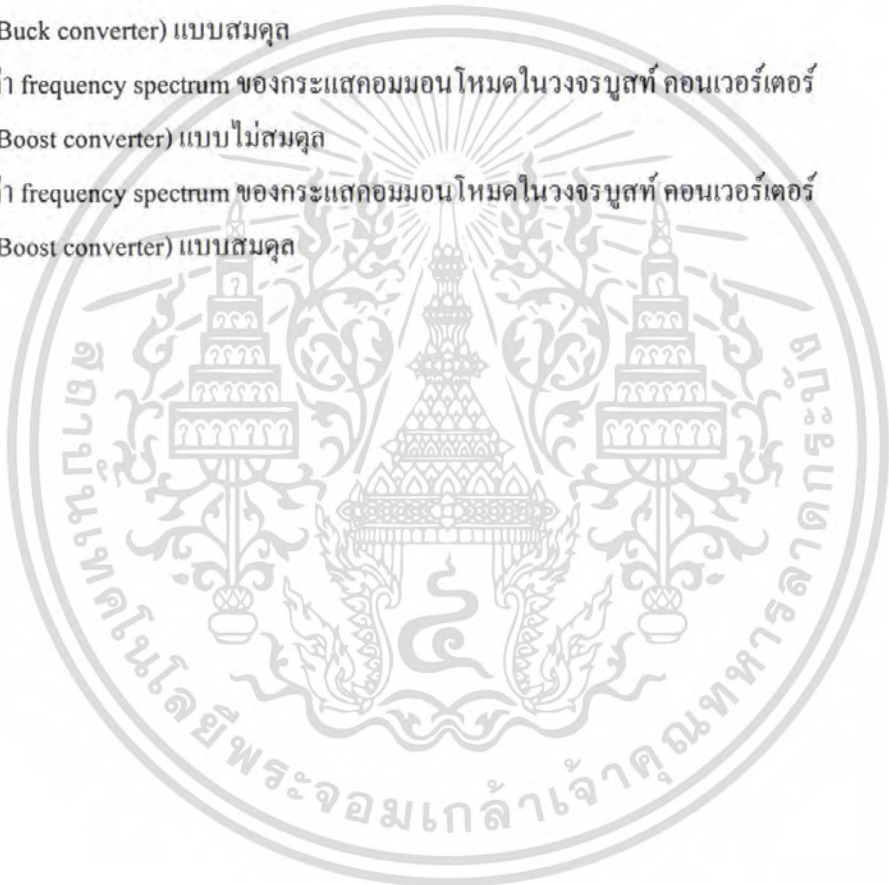 Buck converter) แบบสมดุล
า frequency spectrum ของกระแสคอมมอนโหมดในวงจรบูสท์ คอนเวอร์เตอร์
Boost converter) แบบไม่สมดุล
า frequency spectrum ของกระแสคอมมอนโหมดในวงจรบูสท์ คอนเวอร์เตอร์
Boost converter) แบบสมดุล
สถาบันเทคโนโลยีพระจอมเกล้าเจ้าคุณทหารลาดกระบัง
๔